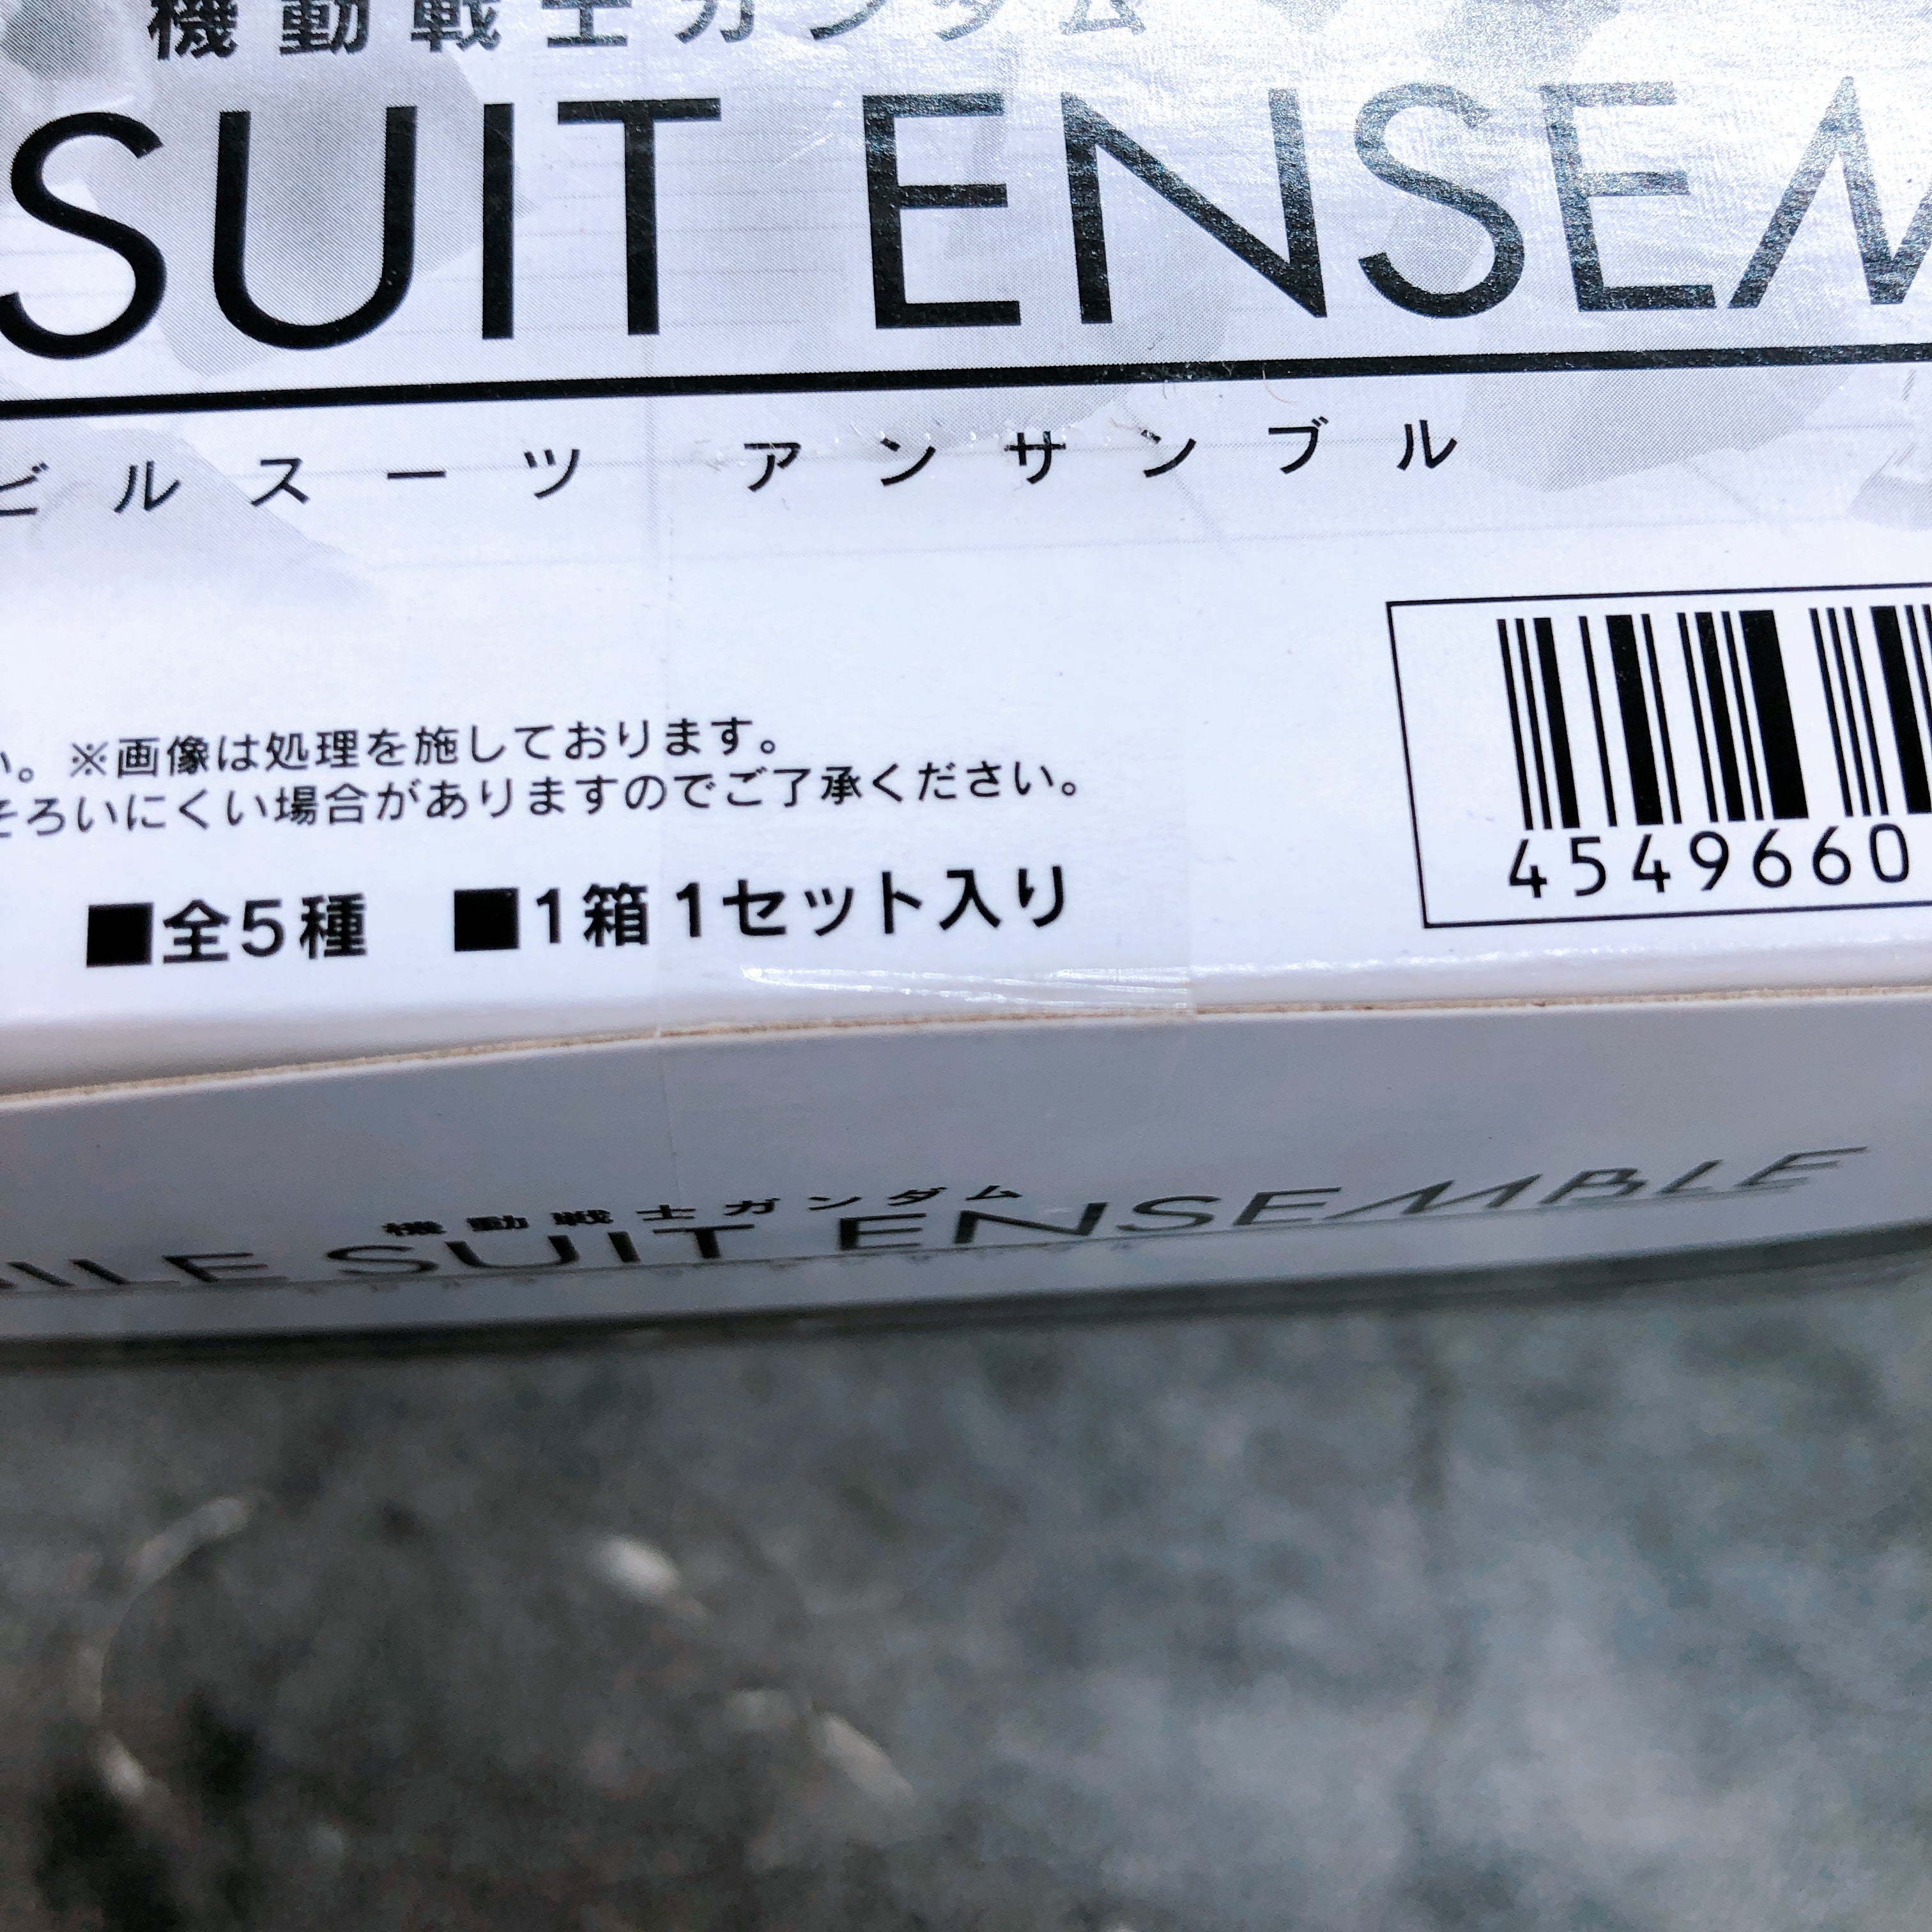 機動戦士ガンダム
SUIT ENSEM
ビルスーツ アンサンブル
い。※画像は処理を施しております。
そろいにくい場合がありますのでご了承ください。
■全5種 ■1箱1セット入り
4549660
機動戦士ガンダム
ILE SUIT ENSEMBLE